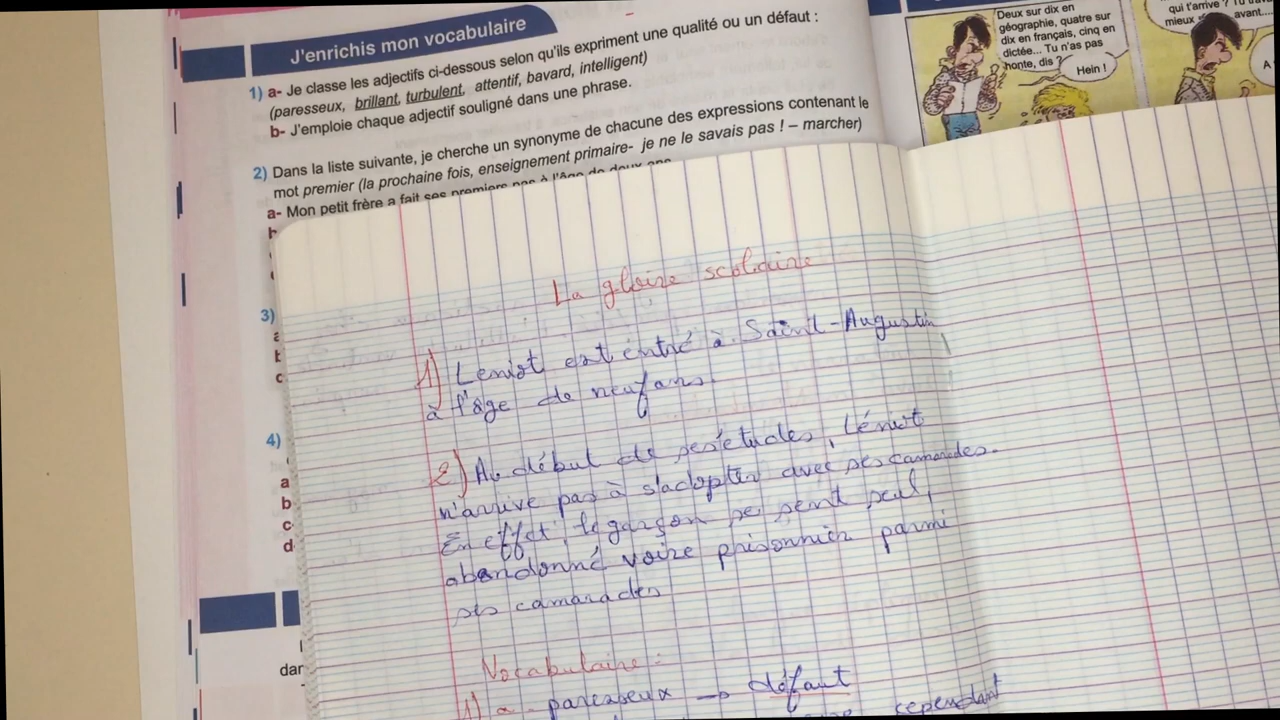 J'enrichis mon vocabulaire
1) a- Je classe les adjectifs ci-dessous selon qu'ils expriment une qualité ou un défaut :
(paresseux, brillant, turbulent, attentif, bavard, intelligent)
b- J'emploie chaque adjectif souligné dans une phrase.
2) Dans la liste suivante, je cherche un synonyme de chacune des expressions contenant le
mot premier (la prochaine fois, enseignement primaire- je ne le savais pas ! – marcher)
a- Mon petit frère a fait ses premiers pas à l'âge de deux ans
3)
4)
a
b
c
d
dar
Deux sur dix en
géographie, quatre sur
dix en français, cinq en
dictée... Tu n'as pas
honte, dis ?
Hein !
qui t'arrive ? Tu
mieux avant....
A
La gloire scolaire
1) Leniot est entré à Saint-Augustin
à l'âge de neuf ans.
2) Au début de ses études, Léniot
n'arrive pas à s'adapter avec ses camarades.
En effet, le garçon se sent seul,
abandonné voire prisonnier parmi
ses camarades
Vocabulaire :
1) a - paresseux → défaut
cependant